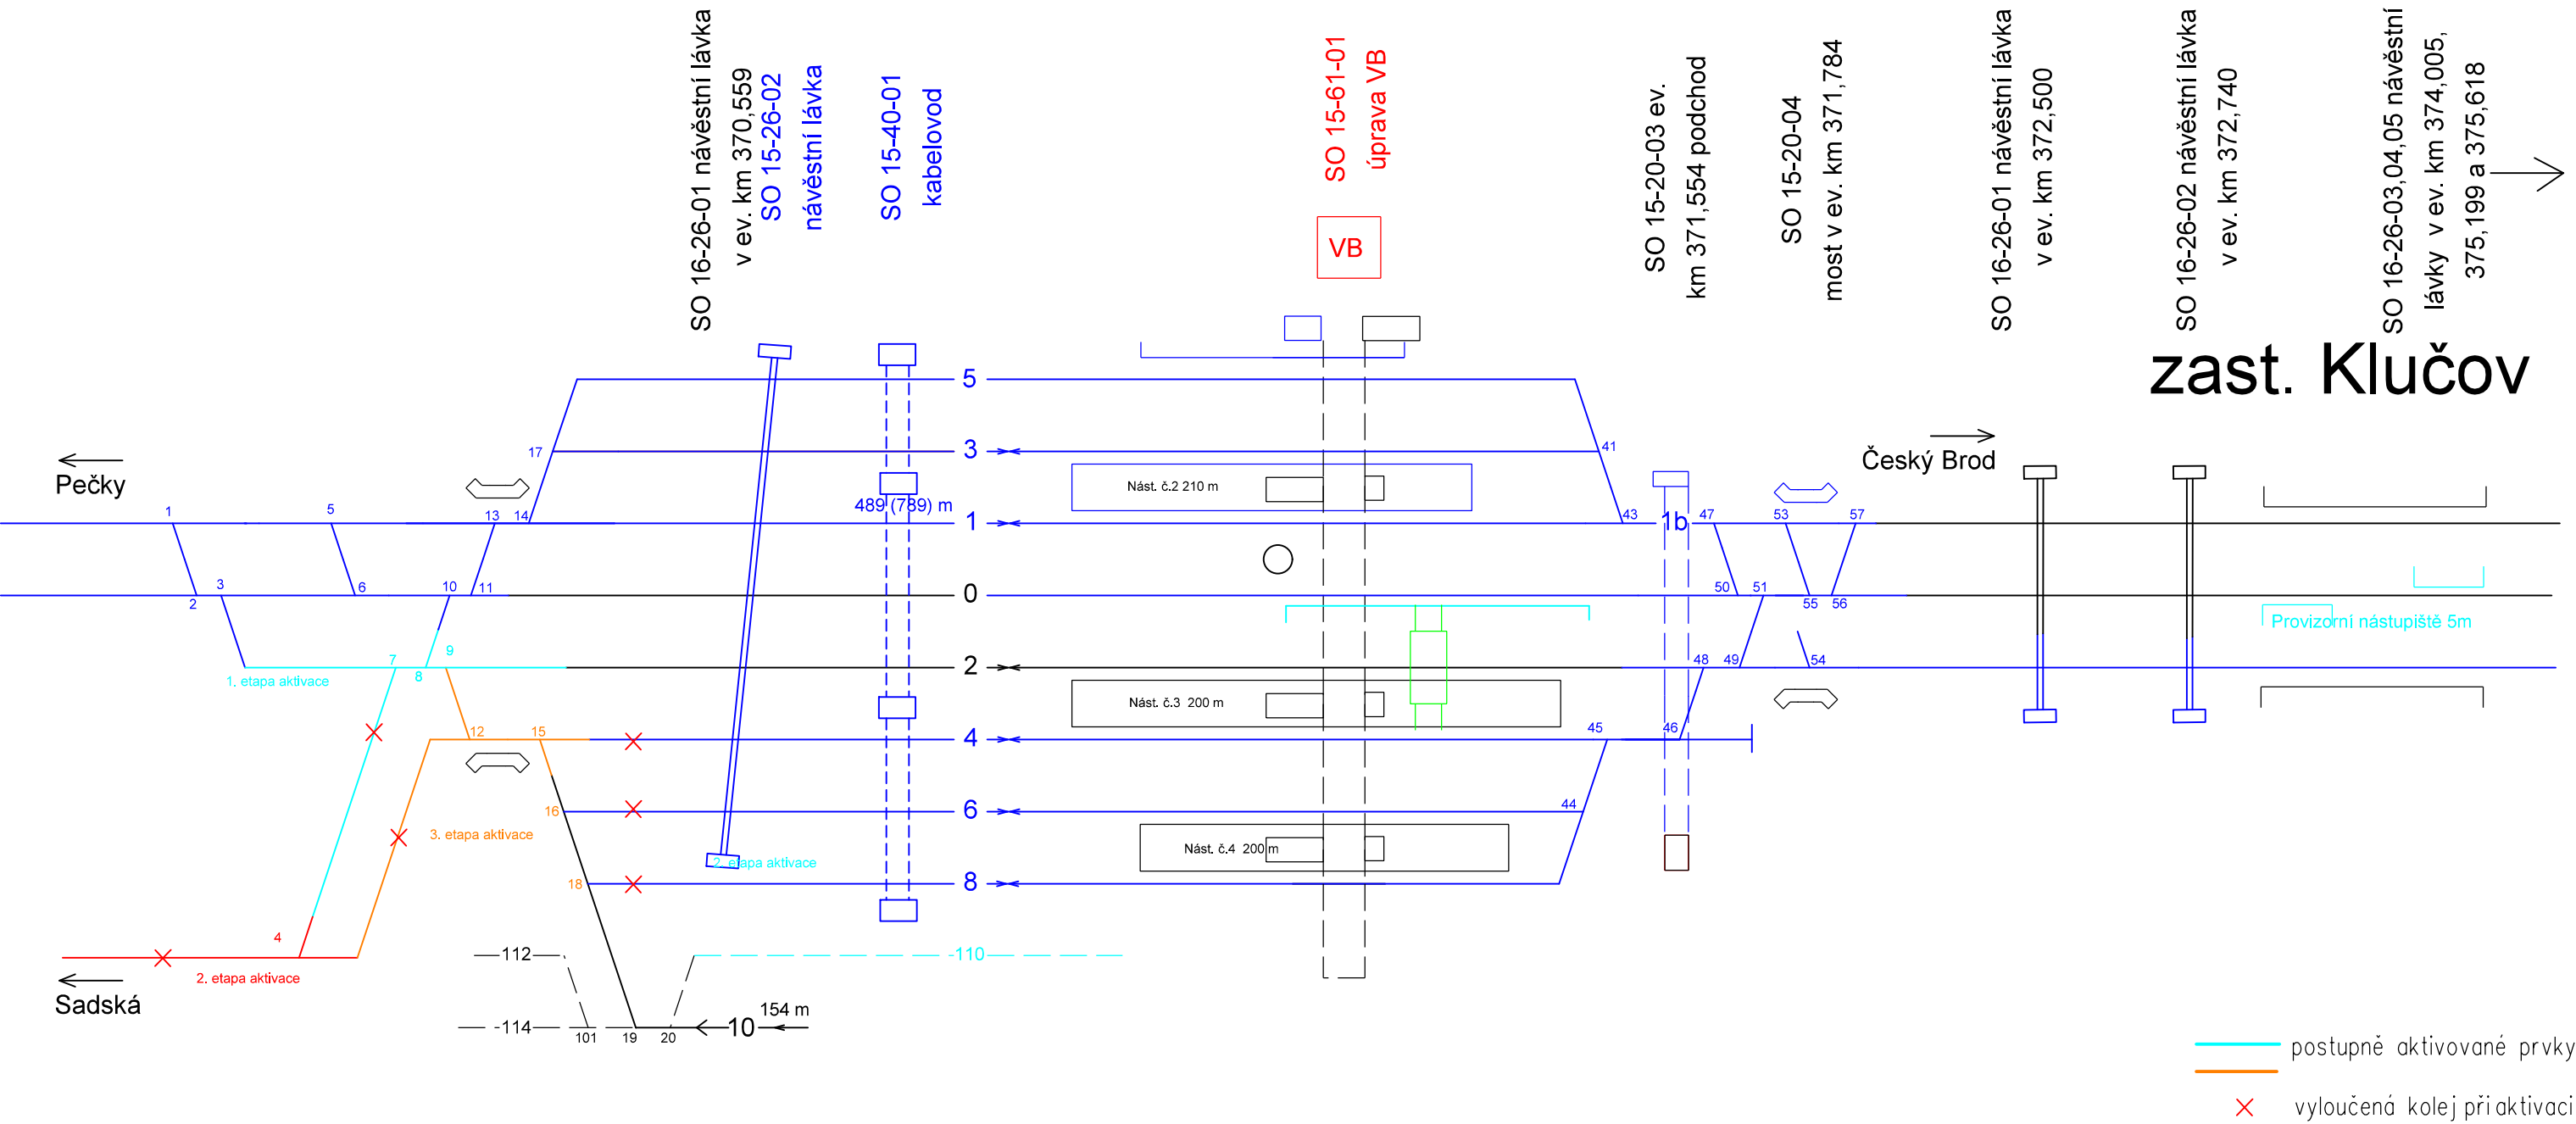 SO 16-26-01 návěstní lávka
v ev. km 370,559
SO 15-26-02
návěstní lávka
SO 15-40-01
kabelovod
SO 15-61-01
úprava VB
SO 15-20-03 ev.
km 371,554 podchod
SO 15-20-04
most v ev. km 371,784
SO 16-26-01 návěstní lávka
v ev. km 372,500
SO 16-26-02 návěstní lávka
v ev. km 372,740
SO 16-26-03,04,05 návěstní
lávky v ev. km 374,005,
375,199 a 375,618
VB
zast. Klučov
5
17
3
41
Český Brod
Pečky
Nást. č.2 210 m
489 (789) m
1
5
13
14
1
43
1b
47
53
57
2
3
6
10
11
0
50
51
55
56
Provizorní nástupiště 5m
7
8
9
2
48
49
54
1, etapa aktivace
Nást. č.3 200 m
12
15
4
45
46
16
6
44
3. etapa aktivace
Nást. č.4 200 m
2. etapa aktivace
18
8
4
2. etapa aktivace
Sadská
112
110
114
101
19
20
10
154 m
postupně aktivované prvky
vyloučená kolej při aktivaci